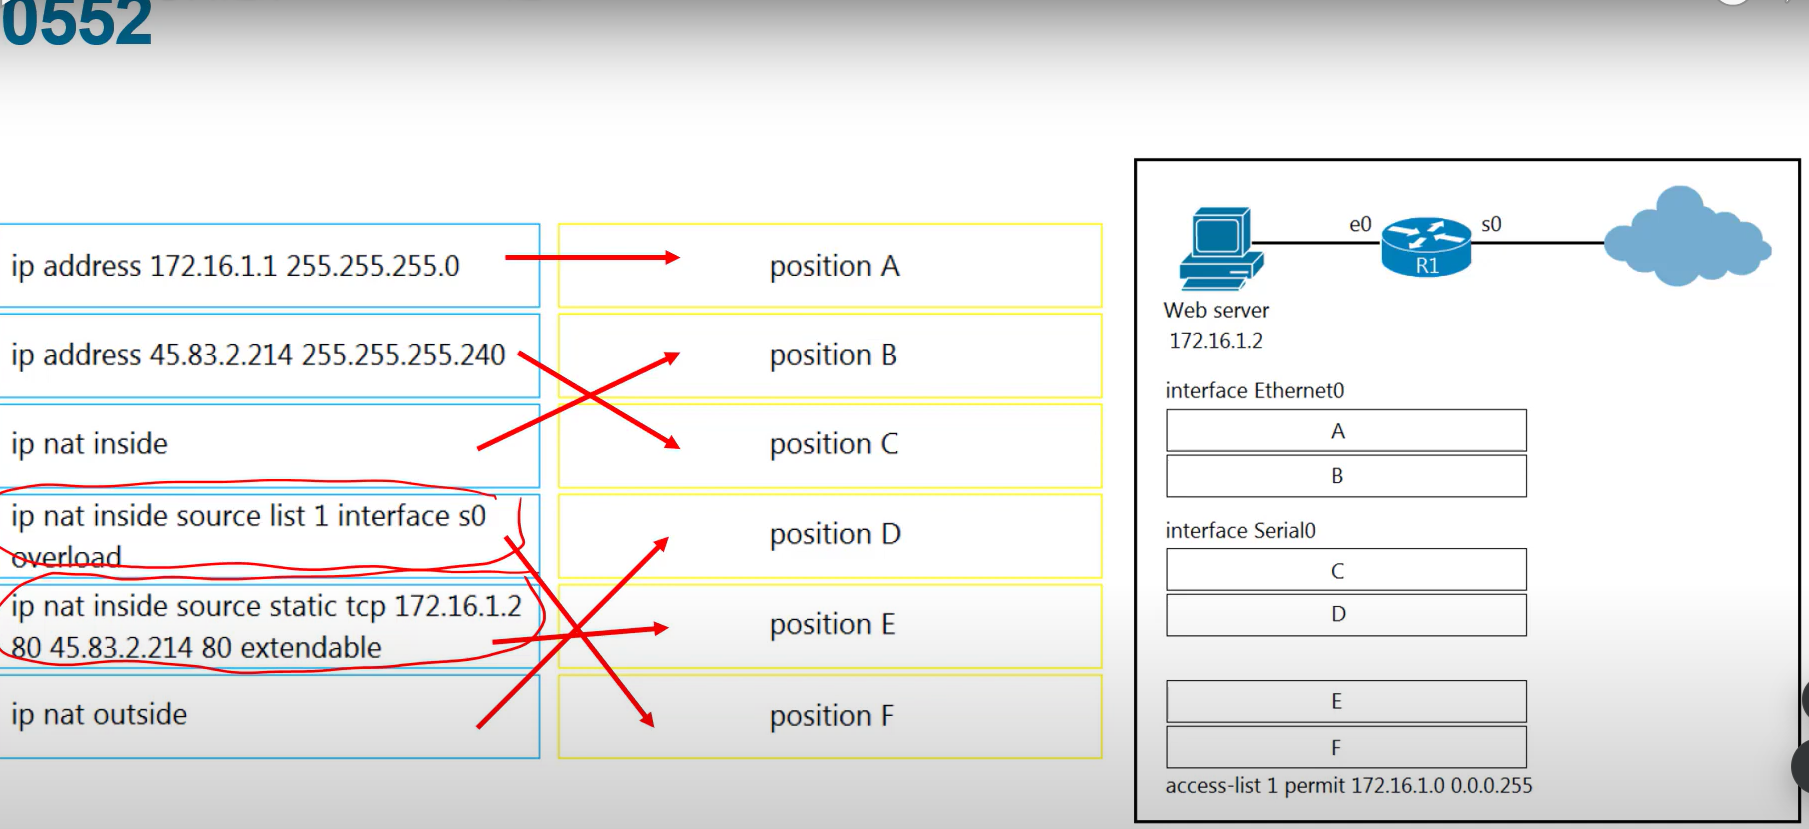 0552
ip address 172.16.1.1 255.255.255.0
position A
ip address 45.83.2.214 255.255.255.240
position B
ip nat inside
position C
ip nat inside source list 1 interface s0
overload
position D
ip nat inside source static tcp 172.16.1.2
80 45.83.2.214 80 extendable
position E
ip nat outside
position F
e0
s0
R1
Web server
172.16.1.2
interface Ethernet0
A
B
interface Serial0
C
D
E
F
access-list 1 permit 172.16.1.0 0.0.0.255